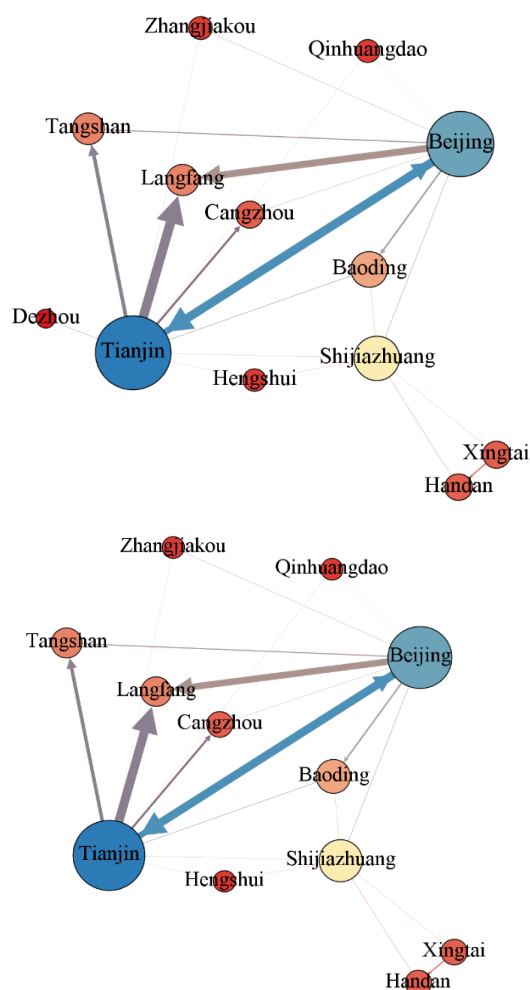 Zhangjiakou
Qinhuangdao
Tangshan
Beijing
Langfang
Cangzhou
Baoding
Dezhou
Tianjin
Shijiazhuang
Hengshui
Xingtai
Handan
Zhangjiakou
Qinhuangdao
Tangshan
Beijing
Langfang
Cangzhou
Baoding
Tianjin
Shijiazhuang
Hengshui
Xingtai
Handan